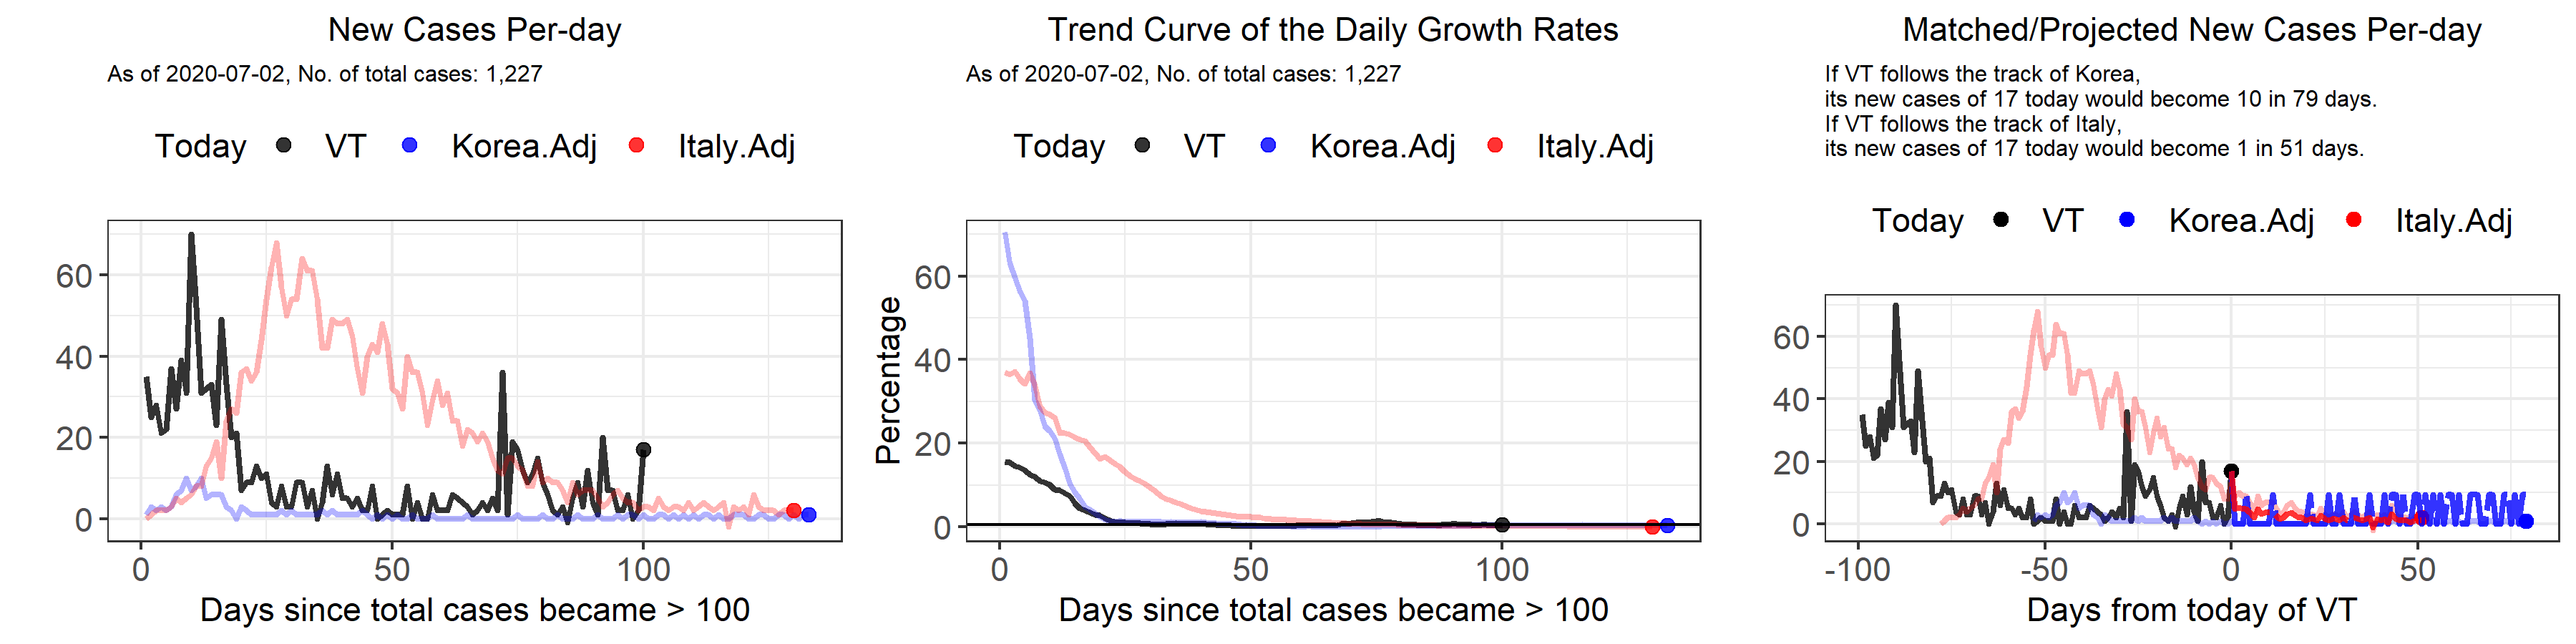 New Cases Per-day
As of 2020-07-02, No. of total cases: 1,227
Today VT Korea.Adj Italy.Adj
60
40
20
0
0 50 100
Days since total cases became > 100
Trend Curve of the Daily Growth Rates
As of 2020-07-02, No. of total cases: 1,227
Today VT Korea.Adj Italy.Adj
Percentage
60
40
20
0
0 50 100
Days since total cases became > 100
Matched/Projected New Cases Per-day
If VT follows the track of Korea,
its new cases of 17 today would become 10 in 79 days.
If VT follows the track of Italy,
its new cases of 17 today would become 1 in 51 days.
Today VT Korea.Adj Italy.Adj
60
40
20
0
-100 -50 0 50
Days from today of VT